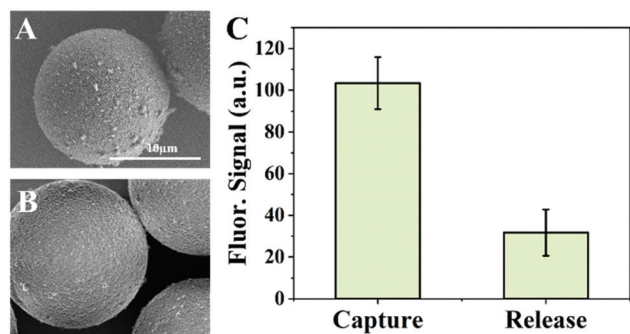 A
10μm
B
C
Fluor. Signal (a.u.)
120
100
80
60
40
20
0
Capture
Release